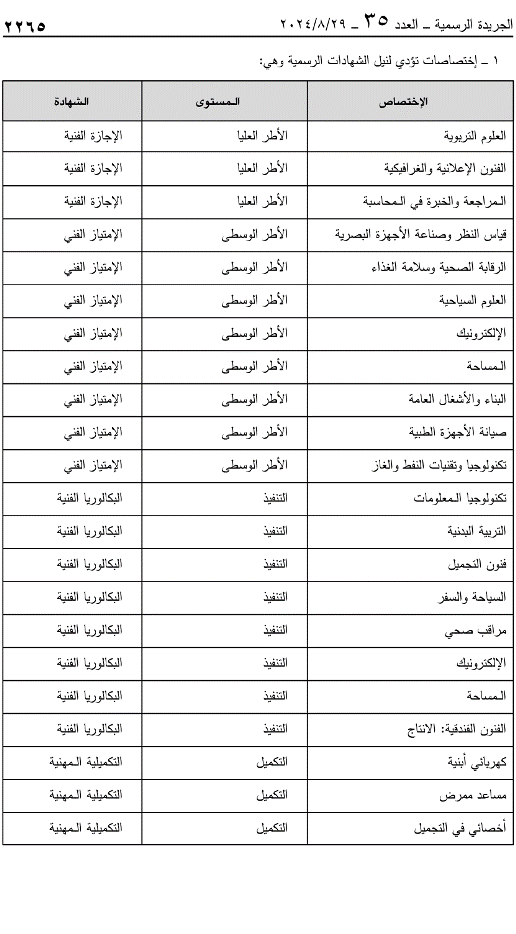 الجريدة الرسمية ــ العدد ٣٥ ــ ٢٠٢٤/٨/٢٩ ٢٢٦٥
١ ــ إختصاصات تؤدي لنيل الشهادات الرسمية وهي:
الإختصاص المستوى الشهادة
العلوم التربوية الأطر العليا الإجازة الفنية
الفنون الإعلانية والغرافيكية الأطر العليا الإجازة الفنية
المراجعة والخبرة في المحاسبة الأطر العليا الإجازة الفنية
قياس النظر وصناعة الأجهزة البصرية الأطر الوسطى الإمتياز الفني
الرقابة الصحية وسلامة الغذاء الأطر الوسطى الإمتياز الفني
العلوم السياحية الأطر الوسطى الإمتياز الفني
الإلكترونيك الأطر الوسطى الإمتياز الفني
المساحة الأطر الوسطى الإمتياز الفني
البناء والأشغال العامة الأطر الوسطى الإمتياز الفني
صيانة الأجهزة الطبية الأطر الوسطى الإمتياز الفني
تكنولوجيا وتقنيات النفط والغاز الأطر الوسطى الإمتياز الفني
تكنولوجيا المعلومات التنفيذ البكالوريا الفنية
التربية البدنية التنفيذ البكالوريا الفنية
فنون التجميل التنفيذ البكالوريا الفنية
السياحة والسفر التنفيذ البكالوريا الفنية
مراقب صحي التنفيذ البكالوريا الفنية
الإلكترونيك التنفيذ البكالوريا الفنية
المساحة التنفيذ البكالوريا الفنية
الفنون الفندقية: الانتاج التنفيذ البكالوريا الفنية
كهربائي أبنية التكميل التكميلية المهنية
مساعد ممرض التكميل التكميلية المهنية
أخصائي في التجميل التكميل التكميلية المهنية